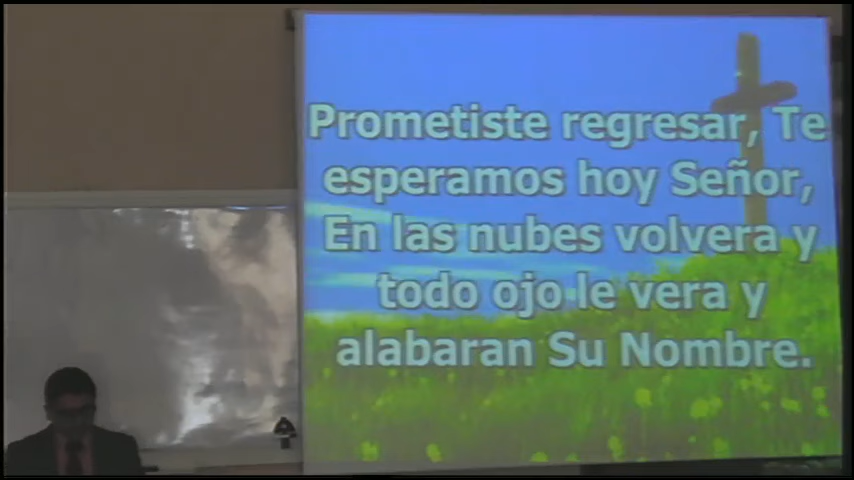 Prometiste regresar, Te
esperamos hoy Señor,
En las nubes volvera y
todo ojo le vera y
alabaran Su Nombre.